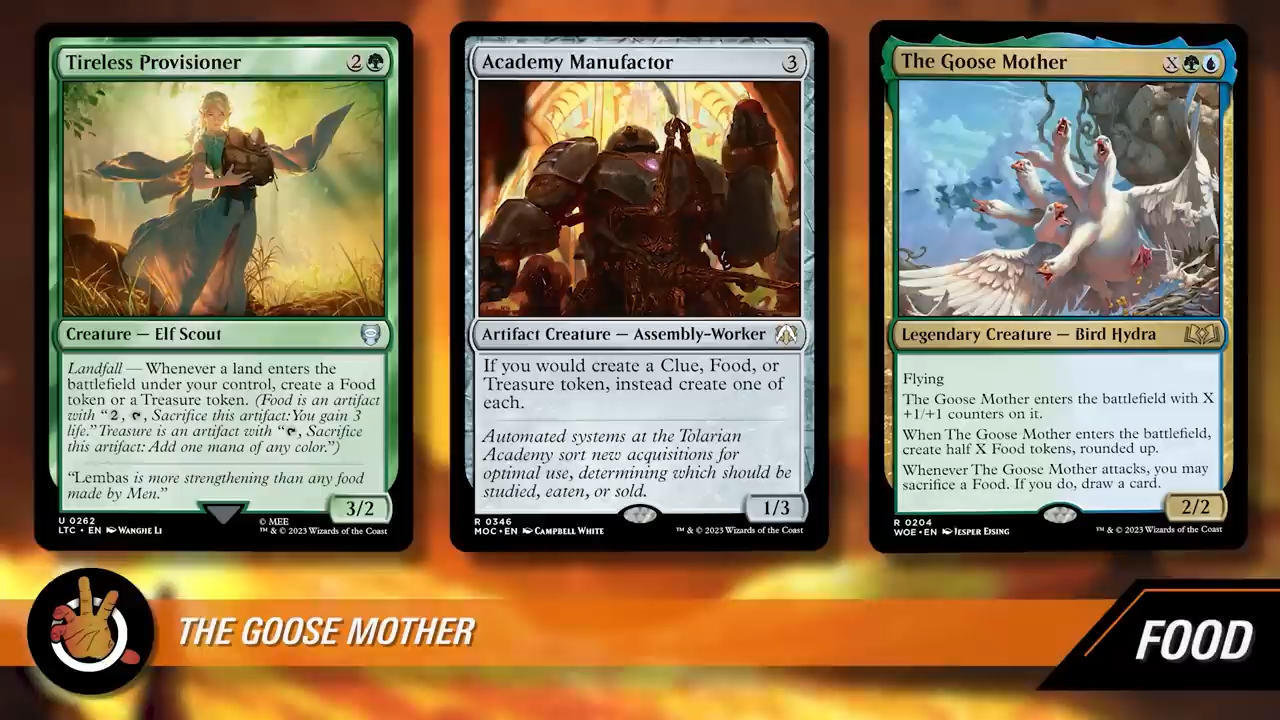 Tireless Provisioner 2
Creature — Elf Scout
Landfall — Whenever a land enters the
battlefield under your control, create a Food
token or a Treasure token. (Food is an artifact
with “2, , Sacrifice this artifact:You gain 3
life.”Treasure is an artifact with “ , Sacrifice
this artifact: Add one mana of any color.”)
“Lembas is more strengthening than any food
made by Men.”
3/2
U 0262
LTC • EN WANGHE LI
© MEE
™ & © 2023 Wizards of the Coast
Academy Manufactor 3
Artifact Creature — Assembly-Worker
If you would create a Clue, Food, or
Treasure token, instead create one of
each.
Automated systems at the Tolarian
Academy sort new acquisitions for
optimal use, determining which should be
studied, eaten, or sold.
1/3
R 0346
MOC • EN CAMPBELL WHITE
™ & © 2023 Wizards of the Coast
The Goose Mother X
Legendary Creature — Bird Hydra
Flying
The Goose Mother enters the battlefield with X
+1/+1 counters on it.
When The Goose Mother enters the battlefield,
create half X Food tokens, rounded up.
Whenever The Goose Mother attacks, you may
sacrifice a Food. If you do, draw a card.
2/2
R 0204
WOE • EN JESPER EJSING
™ & © 2023 Wizards of the Coast
THE GOOSE MOTHER
FOOD